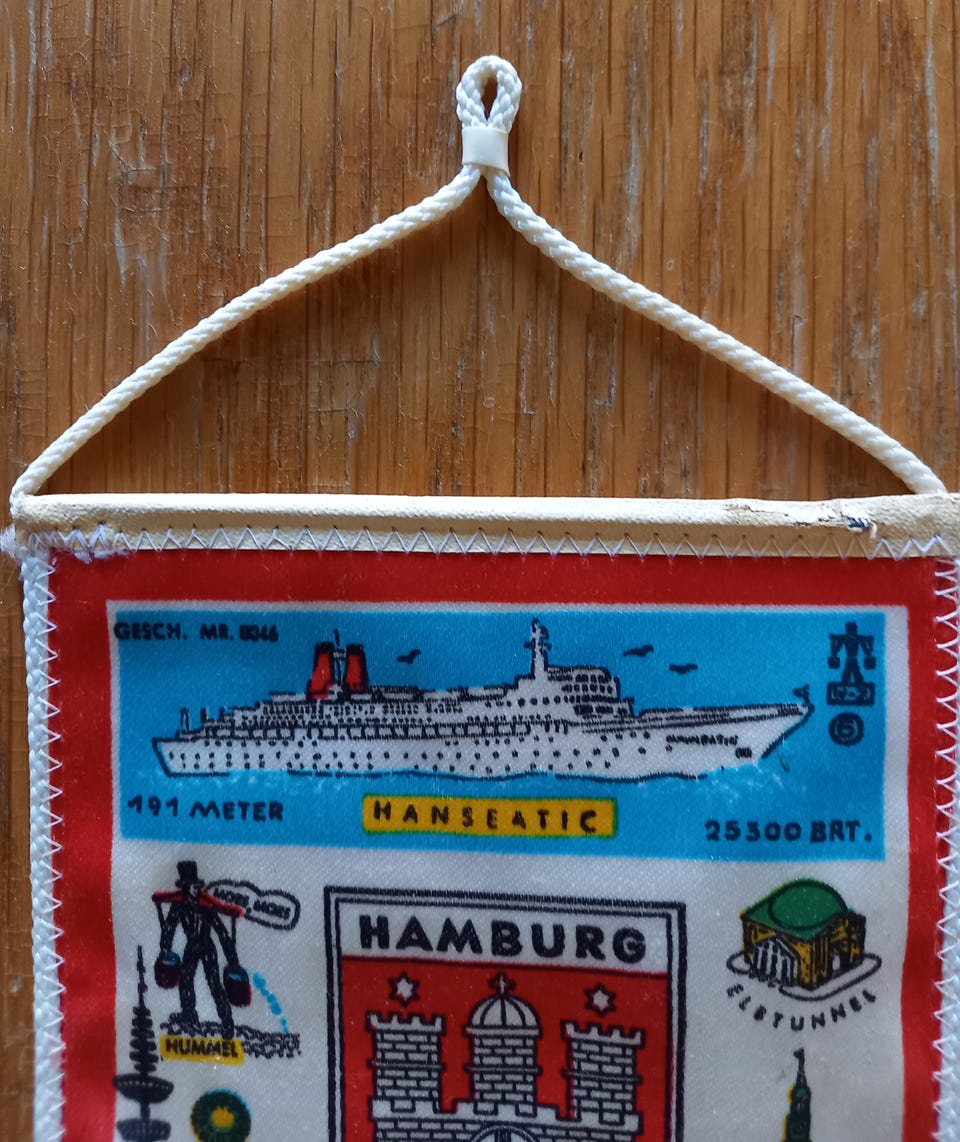 GESCH. MR. 8046
191 METER
HANSEATIC
25300 BRT.
HAMBURG
HUMMEL
ELBTUNNEL